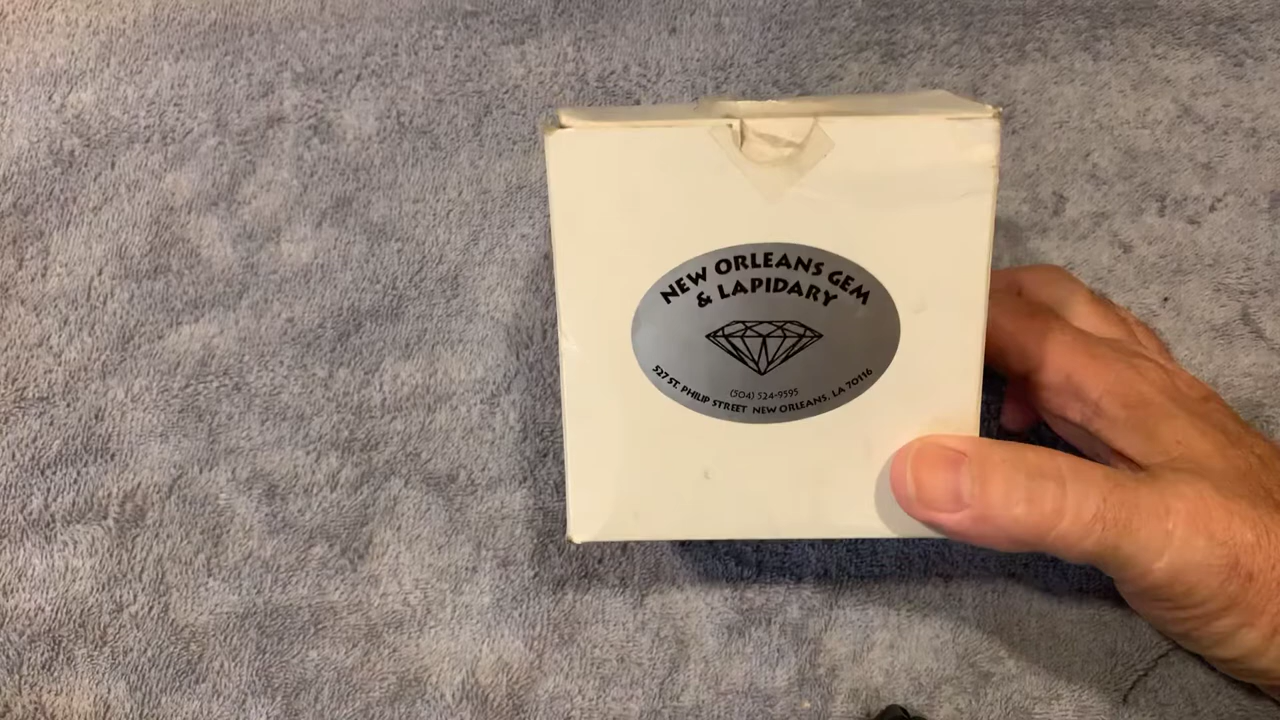 NEW ORLEANS GEM
& LAPIDARY
(504) 524-9595
527 ST. PHILIP STREET NEW ORLEANS, LA 70116